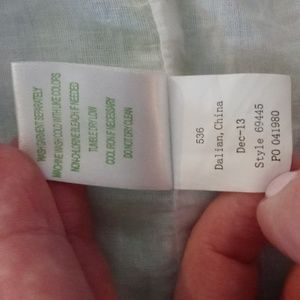 WASH GARMENT SEPARATELY
MACHINE WASH COLD WITH LIKE COLORS
NON-CHLORINE BLEACH IF NEEDED
TUMBLE DRY LOW
COOL IRON IF NECESSARY
DO NOT DRY CLEAN
536
Dalian, China
Dec-13
Style 69445
PO 041980